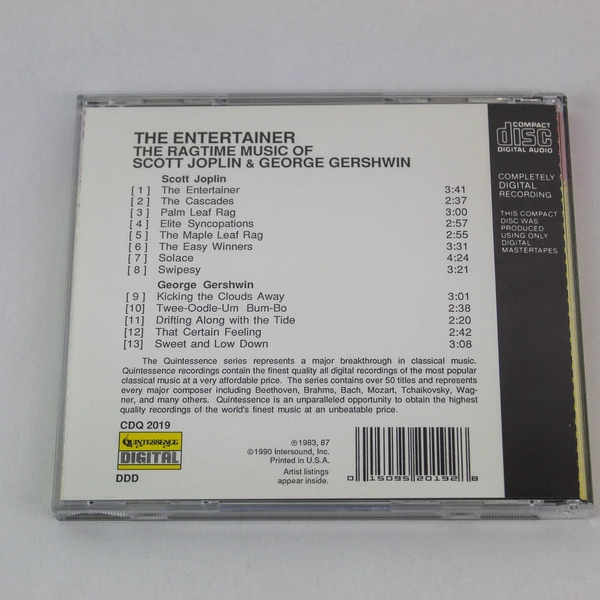 THE ENTERTAINER
THE RAGTIME MUSIC OF
SCOTT JOPLIN & GEORGE GERSHWIN
Scott Joplin
[ 1 ] The Entertainer 3:41
[ 2 ] The Cascades 2:37
[ 3 ] Palm Leaf Rag 3:00
[ 4 ] Elite Syncopations 2:57
[ 5 ] The Maple Leaf Rag 2:55
[ 6 ] The Easy Winners 3:31
[ 7 ] Solace 4:24
[ 8 ] Swipesy 3:21
George Gershwin
[ 9 ] Kicking the Clouds Away 3:01
[10] Twee-Oodle-Um Bum-Bo 2:38
[11] Drifting Along with the Tide 2:20
[12] That Certain Feeling 2:42
[13] Sweet and Low Down 3:08
The Quintessence series represents a major breakthrough in classical music.
Quintessence recordings contain the finest quality all digital recordings of the most popular
classical music at a very affordable price. The series contains over 50 titles and represents
every major composer including Beethoven, Brahms, Bach, Mozart, Tchaikovsky, Wag-
ner, and many others. Quintessence is an unparalleled opportunity to obtain the highest
quality recordings of the world's finest music at an unbeatable price.
CDQ 2019
QUINTESSENCE
DIGITAL
DDD
℗1983, 87
©1990 Intersound, Inc.
Printed in U.S.A.
Artist listings
appear inside.
0 15095 20192 8
COMPACT
disc
DIGITAL AUDIO
COMPLETELY
DIGITAL
RECORDING
THIS COMPACT
DISC WAS
PRODUCED
USING ONLY
DIGITAL
MASTERTAPES